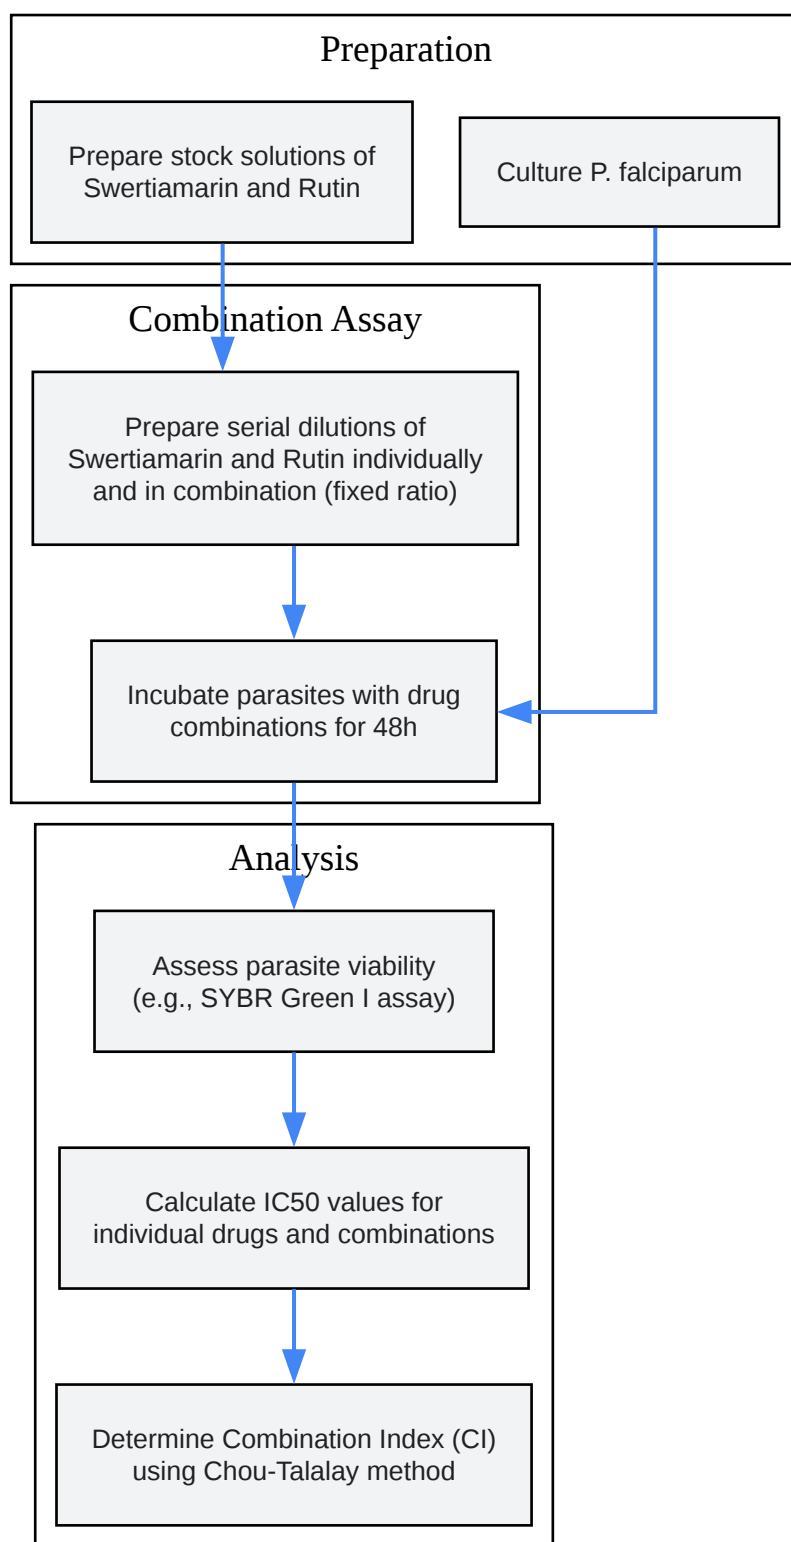 Preparation
Prepare stock solutions of
Swertiamarin and Rutin
Culture P. falciparum
Combination Assay
Prepare serial dilutions of
Swertiamarin and Rutin individually
and in combination (fixed ratio)
Incubate parasites with drug
combinations for 48h
Analysis
Assess parasite viability
(e.g., SYBR Green I assay)
Calculate IC50 values for
individual drugs and combinations
Determine Combination Index (CI)
using Chou-Talalay method